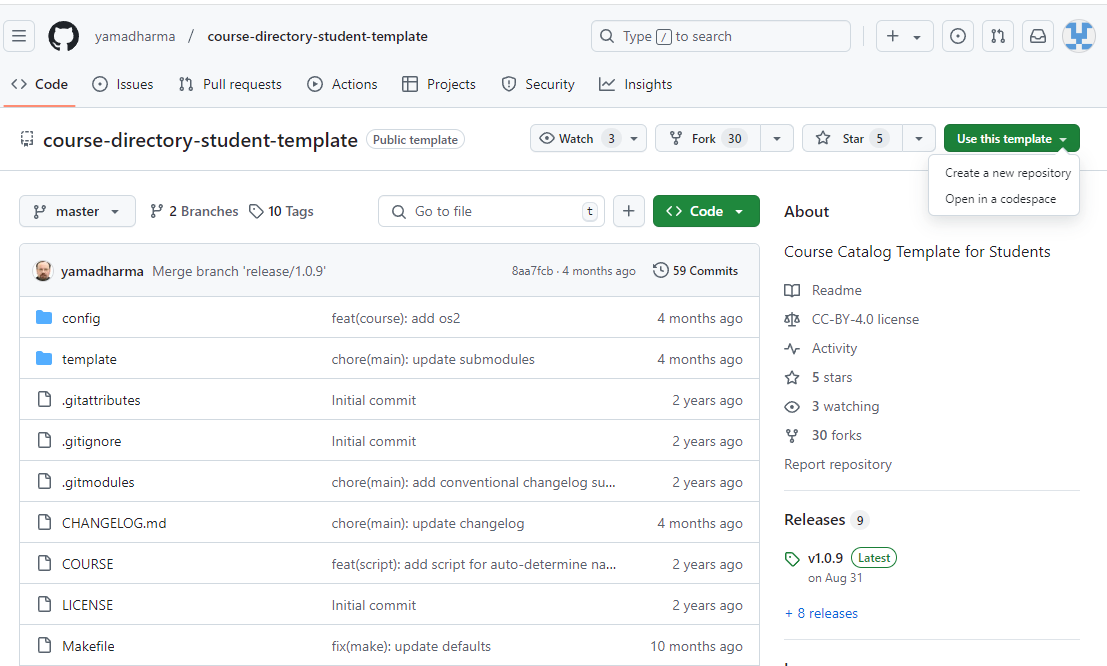 yamadharma / course-directory-student-template Type / to search
Code Issues Pull requests Actions Projects Security Insights
course-directory-student-template Public template Watch 3 Fork 30 Star 5 Use this template
Create a new repository
Open in a codespace
master 2 Branches 10 Tags Go to file t Code
yamadharma Merge branch 'release/1.0.9' 8aa7fcb · 4 months ago 59 Commits
config feat(course): add os2 4 months ago
template chore(main): update submodules 4 months ago
.gitattributes Initial commit 2 years ago
.gitignore Initial commit 2 years ago
.gitmodules chore(main): add conventional changelog su... 2 years ago
CHANGELOG.md chore(main): update changelog 4 months ago
COURSE feat(script): add script for auto-determine na... 2 years ago
LICENSE Initial commit 2 years ago
Makefile fix(make): update defaults 10 months ago
About
Course Catalog Template for Students
Readme
CC-BY-4.0 license
Activity
5 stars
3 watching
30 forks
Report repository
Releases 9
v1.0.9 Latest
on Aug 31
+ 8 releases